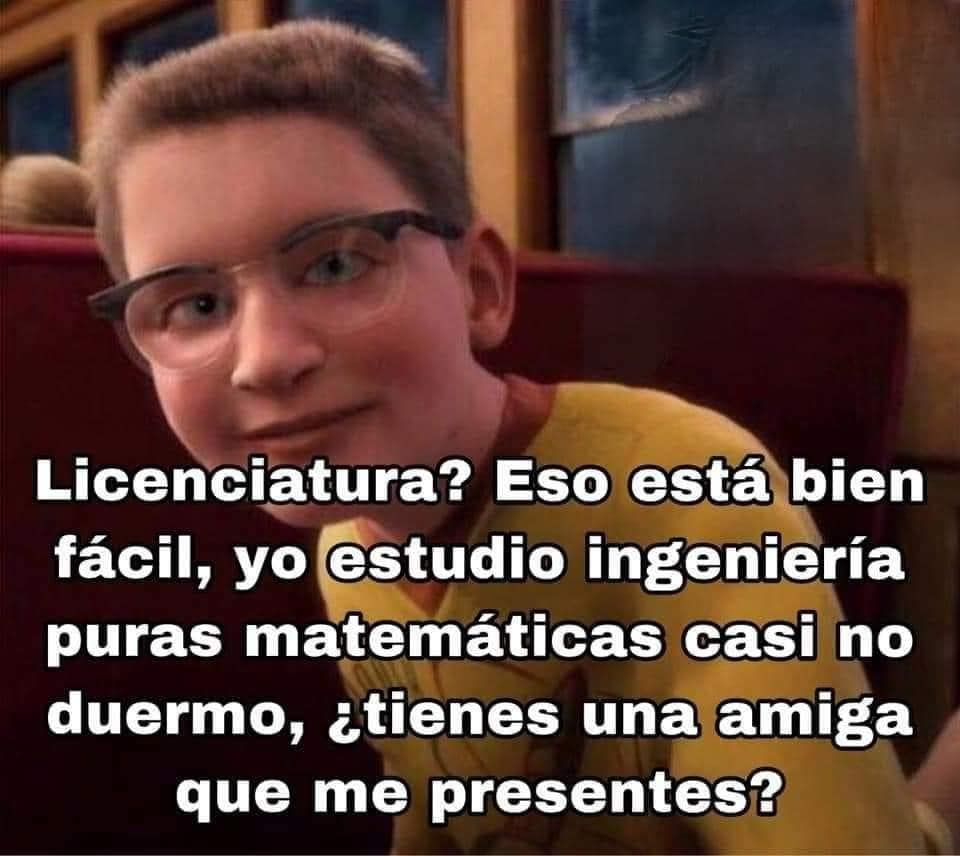 Licenciatura? Eso está bien
fácil, yo estudio ingeniería
puras matemáticas casi no
duermo, ¿tienes una amiga
que me presentes?